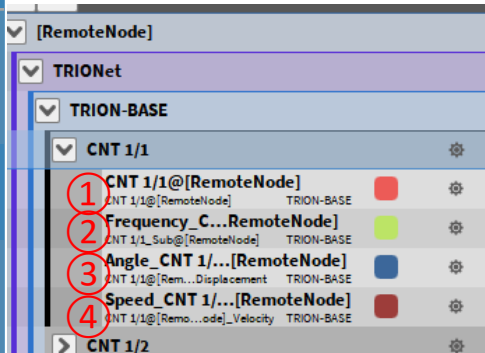 [RemoteNode]
TRIONet
TRION-BASE
CNT 1/1
1 CNT 1/1@[RemoteNode]
CNT 1/1@[RemoteNode] TRION-BASE
2 Frequency_C...RemoteNode]
CNT 1/1_Sub@[RemoteNode] TRION-BASE
3 Angle_CNT 1/...[RemoteNode]
CNT 1/1@[Rem...Displacement TRION-BASE
4 Speed_CNT 1/...[RemoteNode]
CNT 1/1@[Remo...ode]_Velocity TRION-BASE
CNT 1/2